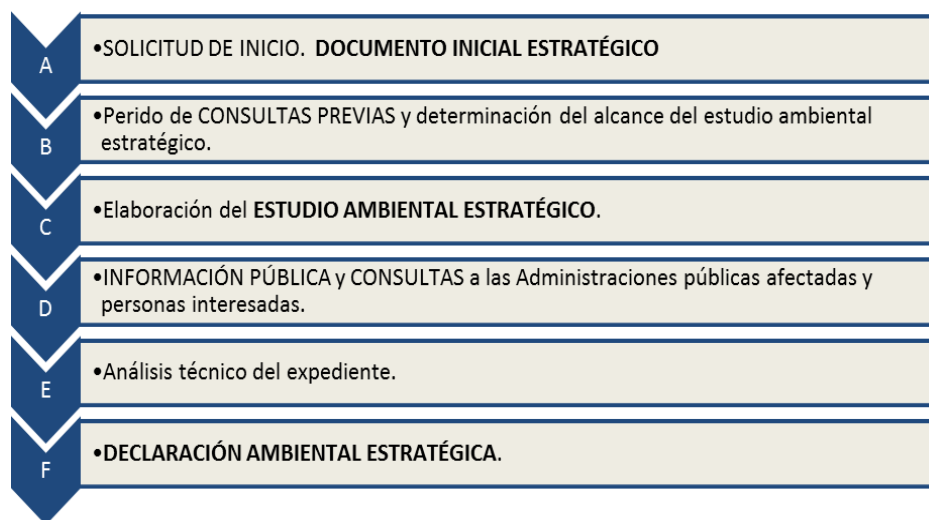 A
•SOLICITUD DE INICIO. DOCUMENTO INICIAL ESTRATÉGICO
B
•Perido de CONSULTAS PREVIAS y determinación del alcance del estudio ambiental
estratégico.
C
•Elaboración del ESTUDIO AMBIENTAL ESTRATÉGICO.
D
•INFORMACIÓN PÚBLICA y CONSULTAS a las Administraciones públicas afectadas y
personas interesadas.
E
•Análisis técnico del expediente.
F
•DECLARACIÓN AMBIENTAL ESTRATÉGICA.